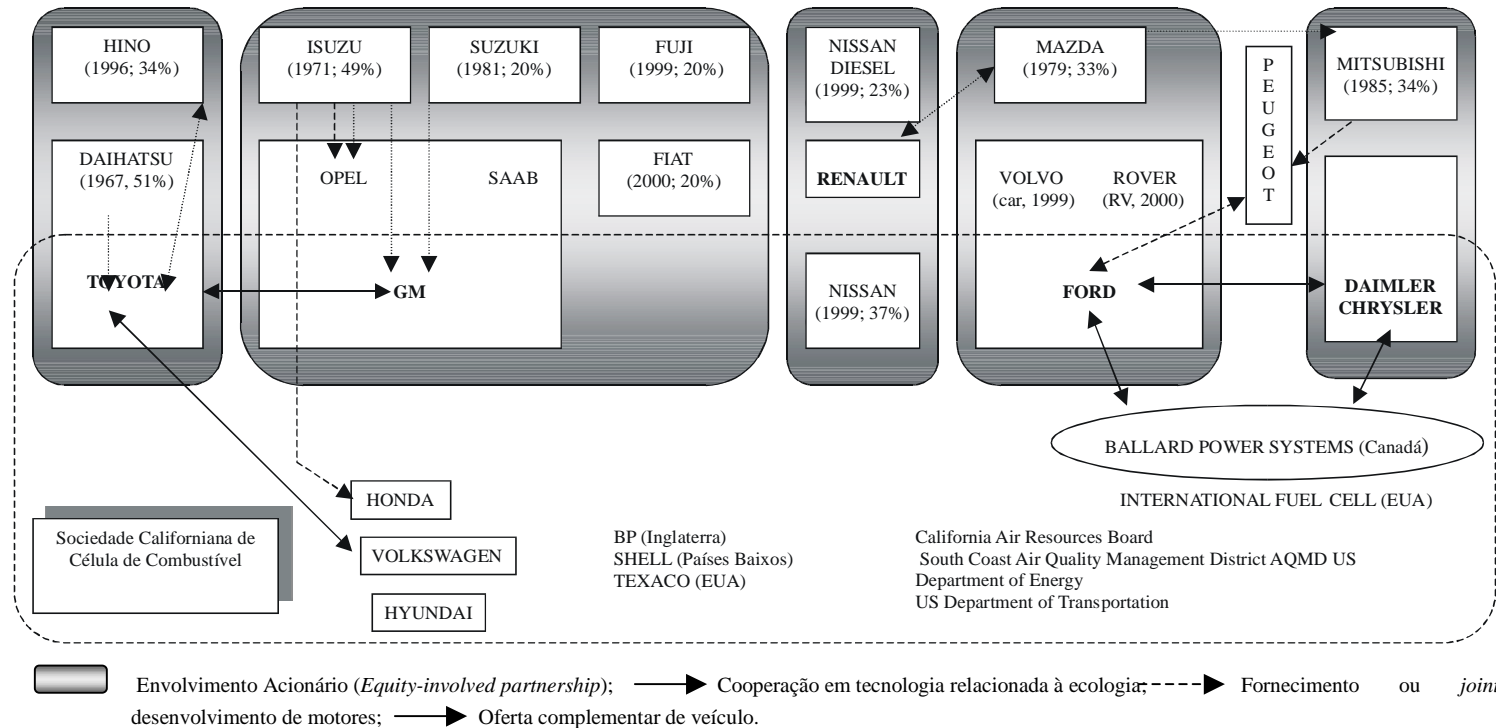 HINO
(1996; 34%)
ISUZU
(1971; 49%)
SUZUKI
(1981; 20%)
FUJI
(1999; 20%)
NISSAN
DIESEL
(1999; 23%)
MAZDA
(1979; 33%)
PEUGEOT
MITSUBISHI
(1985; 34%)
DAIHATSU
(1967, 51%)
OPEL
SAAB
FIAT
(2000; 20%)
RENAULT
VOLVO
(car, 1999)
ROVER
(RV, 2000)
TOYOTA
GM
NISSAN
(1999; 37%)
FORD
DAIMLER
CHRYSLER
BALLARD POWER SYSTEMS (Canadá)
INTERNATIONAL FUEL CELL (EUA)
HONDA
Sociedade Californiana de
Célula de Combustível
VOLKSWAGEN
HYUNDAI
BP (Inglaterra)
SHELL (Países Baixos)
TEXACO (EUA)
California Air Resources Board
South Coast Air Quality Management District AQMD US
Department of Energy
US Department of Transportation
Envolvimento Acionário (Equity-involved partnership); Cooperação em tecnologia relacionada à ecologia; Fornecimento ou joint
desenvolvimento de motores; Oferta complementar de veículo.